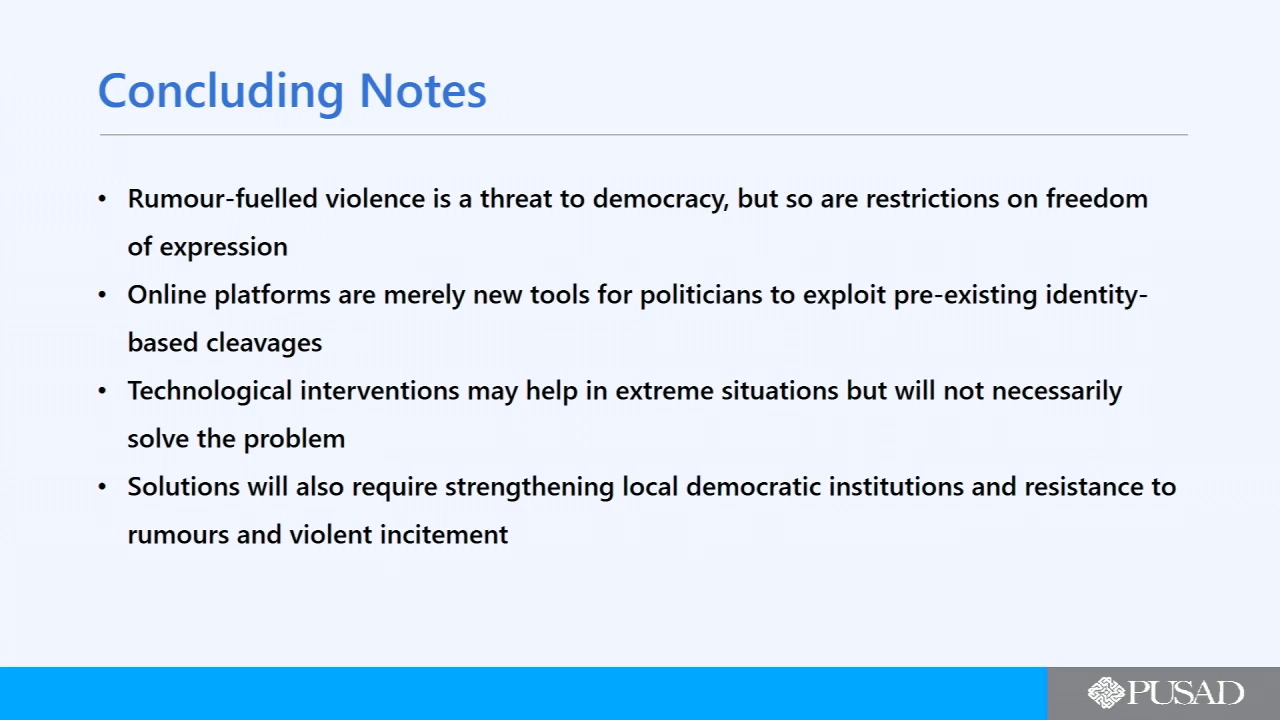 Concluding Notes
• Rumour-fuelled violence is a threat to democracy, but so are restrictions on freedom
of expression
• Online platforms are merely new tools for politicians to exploit pre-existing identity-
based cleavages
• Technological interventions may help in extreme situations but will not necessarily
solve the problem
• Solutions will also require strengthening local democratic institutions and resistance to
rumours and violent incitement
PUSAD